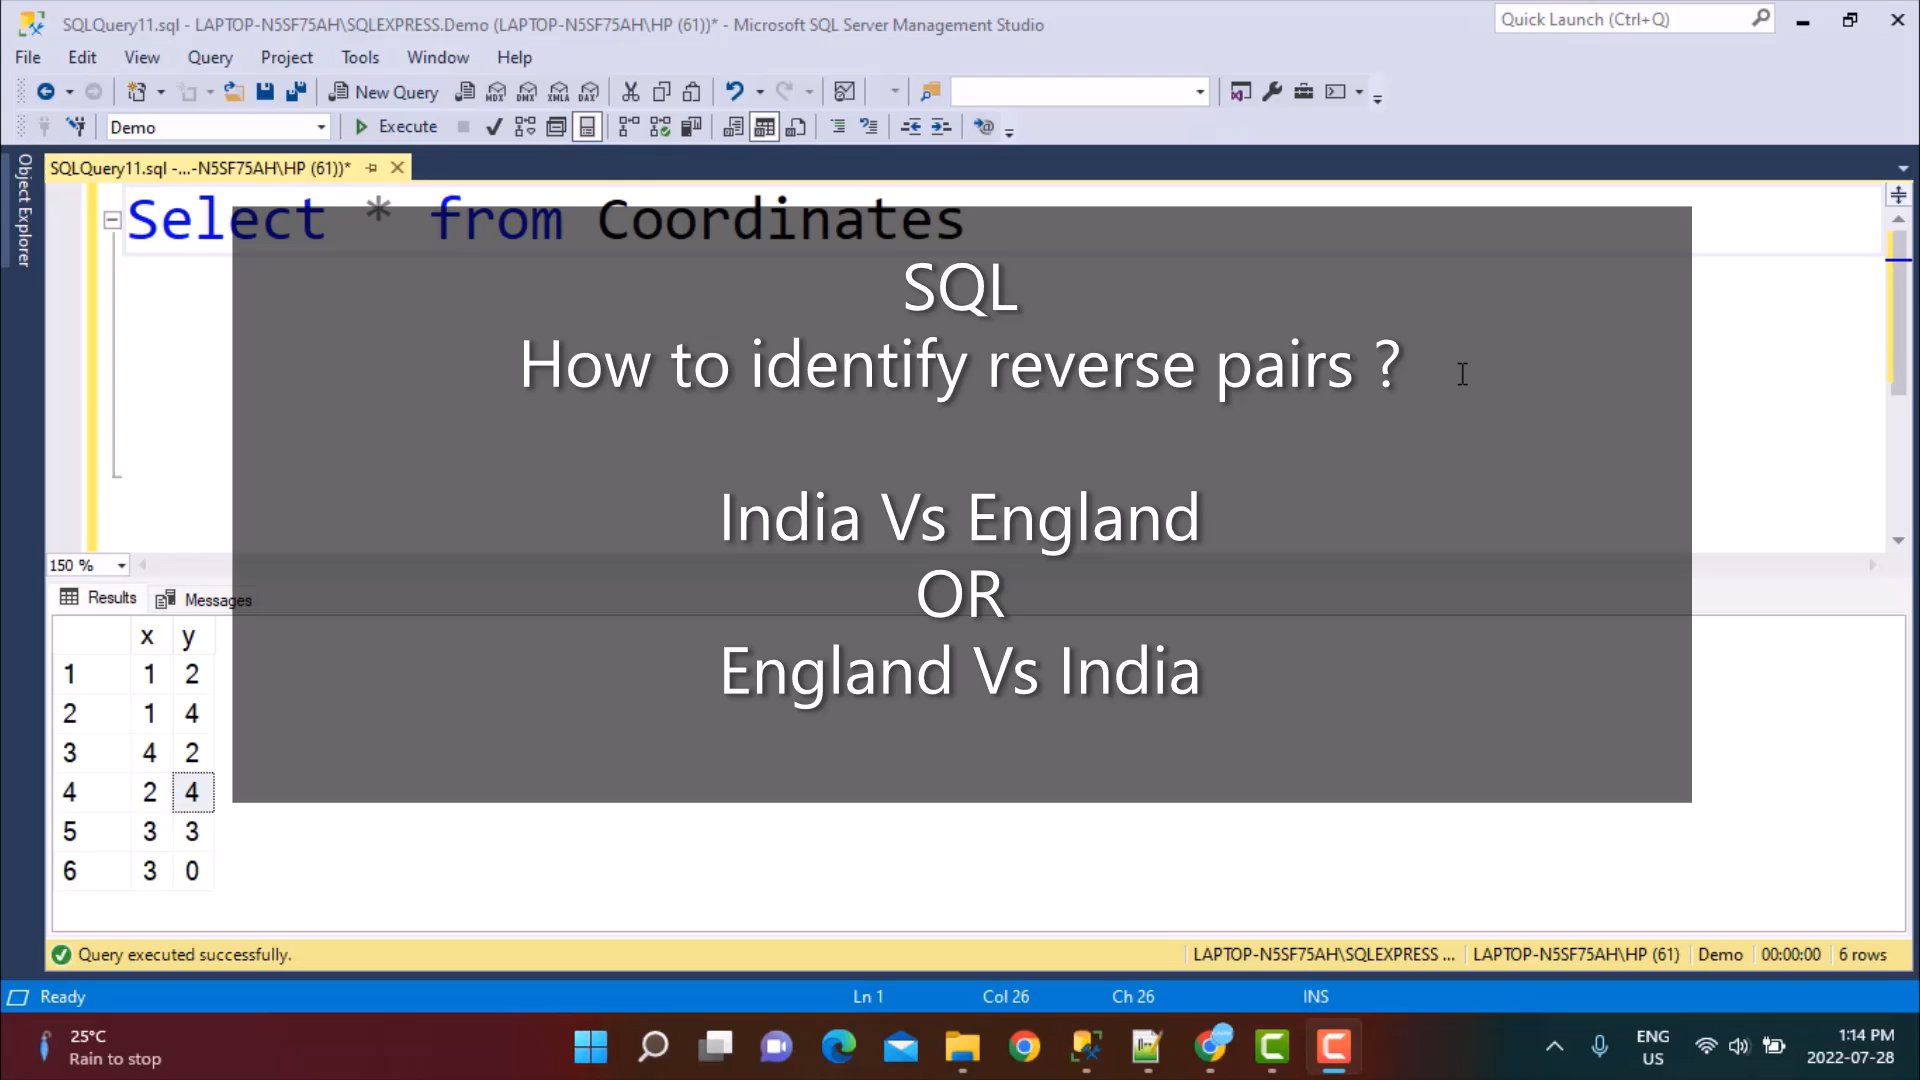 SQLQuery11.sql - LAPTOP-N5SF75AH\SQLEXPRESS.Demo (LAPTOP-N5SF75AH\HP (61))* - Microsoft SQL Server Management Studio
Quick Launch (Ctrl+Q)
File Edit View Query Project Tools Window Help
New Query MDX DMX XMLA DAX
Demo Execute
Object Explorer
SQLQuery11.sql -...-N5SF75AH\HP (61))*
Select * from Coordinates
SQL
How to identify reverse pairs ?
India Vs England
OR
England Vs India
150 %
Results Messages
x y
1 1 2
2 1 4
3 4 2
4 2 4
5 3 3
6 3 0
Query executed successfully. LAPTOP-N5SF75AH\SQLEXPRESS ... LAPTOP-N5SF75AH\HP (61) Demo 00:00:00 6 rows
Ready Ln 1 Col 26 Ch 26 INS
25°C
Rain to stop
ENG
US
1:14 PM
2022-07-28